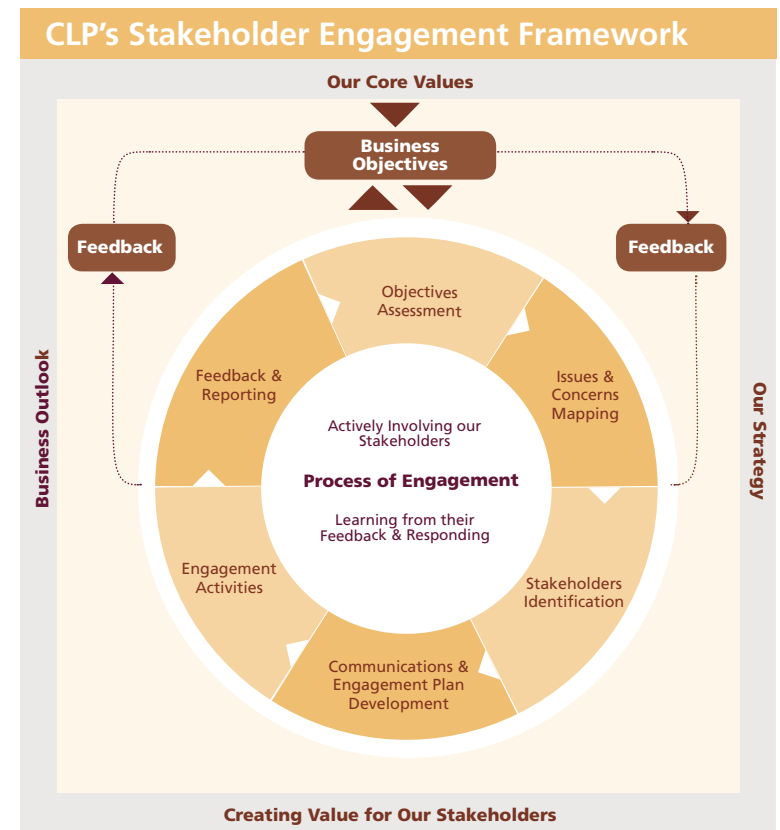 CLP's Stakeholder Engagement Framework
Our Core Values
Business
Objectives
Feedback
Feedback
Objectives
Assessment
Issues &
Concerns
Mapping
Stakeholders
Identification
Communications &
Engagement Plan
Development
Engagement
Activities
Feedback &
Reporting
Actively Involving our
Stakeholders
Process of Engagement
Learning from their
Feedback & Responding
Business Outlook
Our Strategy
Creating Value for Our Stakeholders